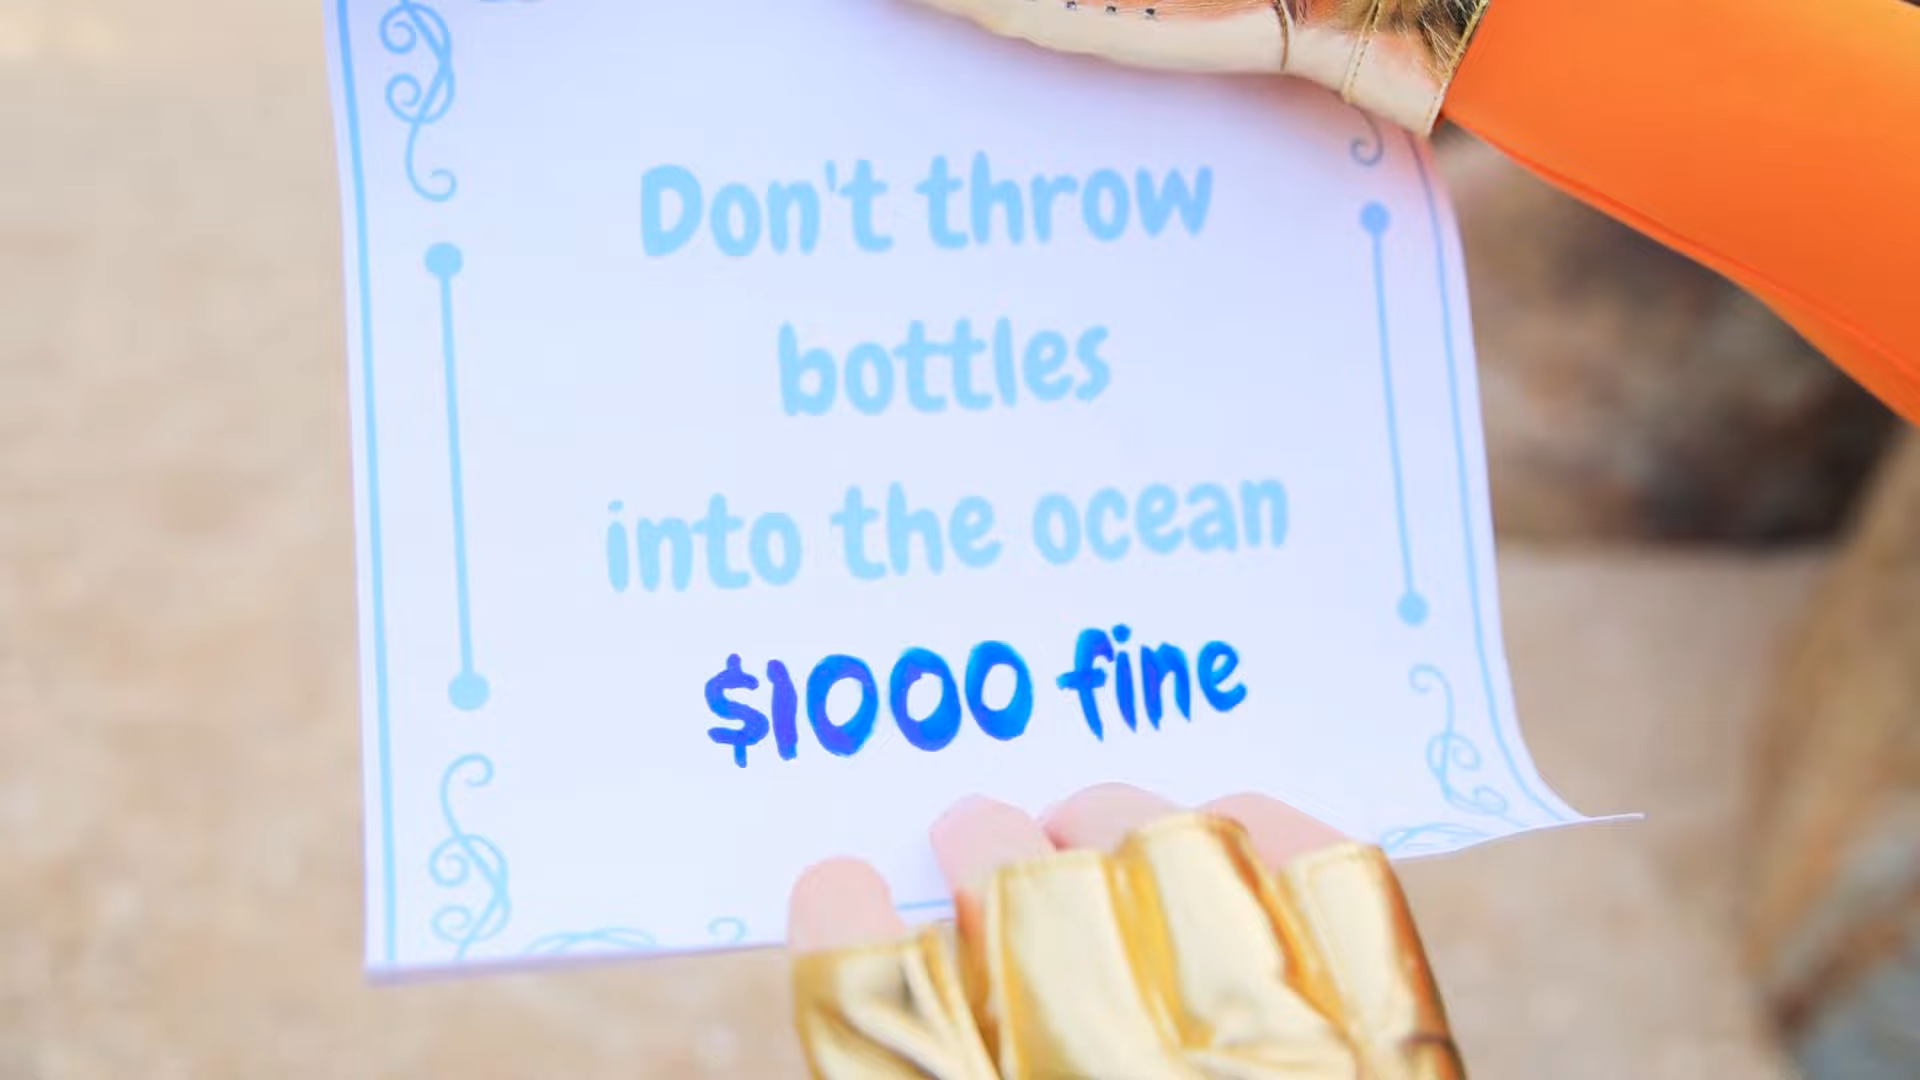 Don't throw
bottles
into the ocean
$1000 fine